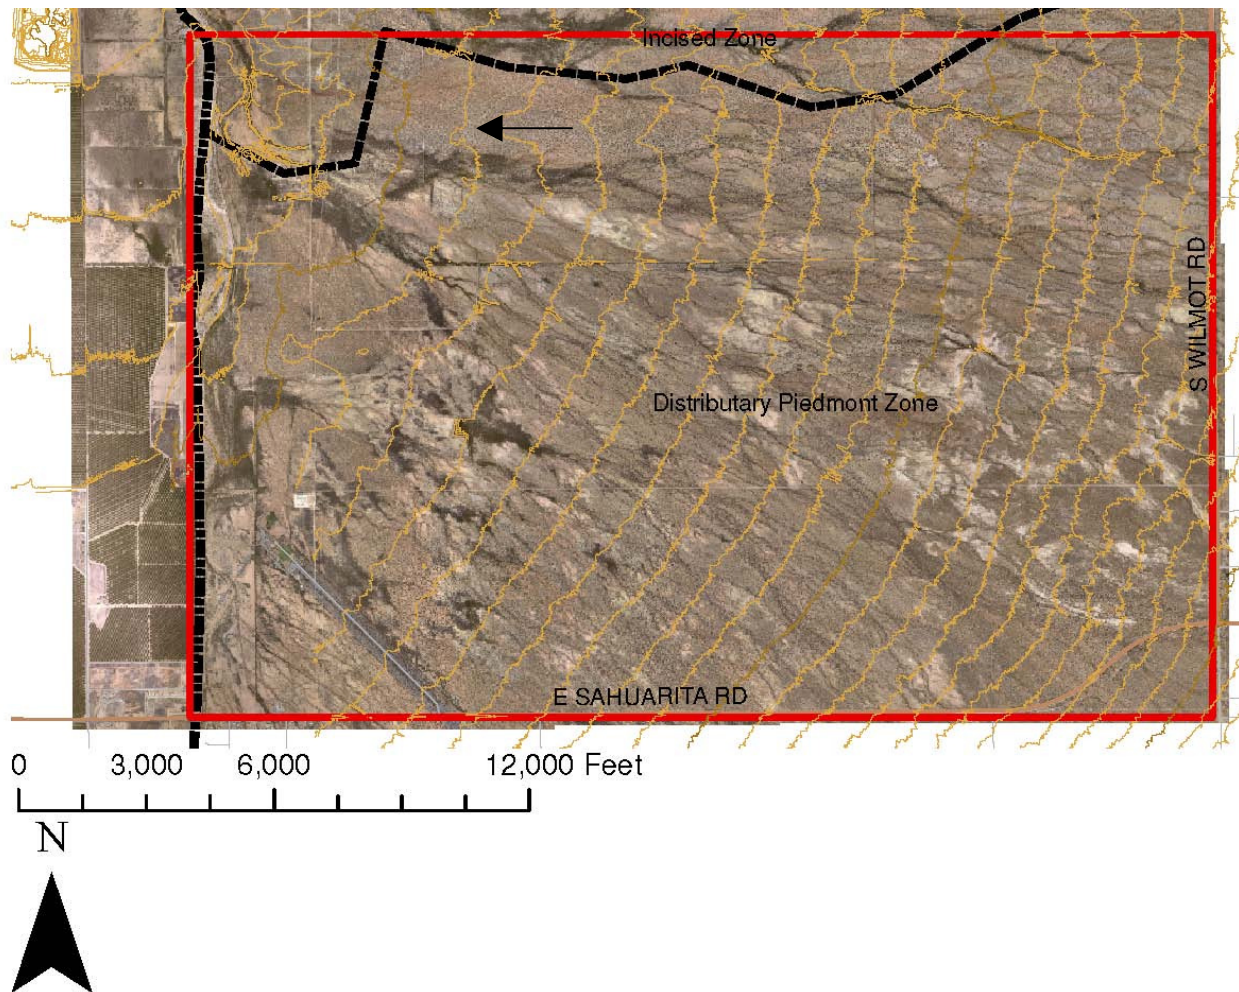 Incised Zone
S WILMOT RD
Distributary Piedmont Zone
E SAHUARITA RD
0 3,000 6,000 12,000 Feet
N